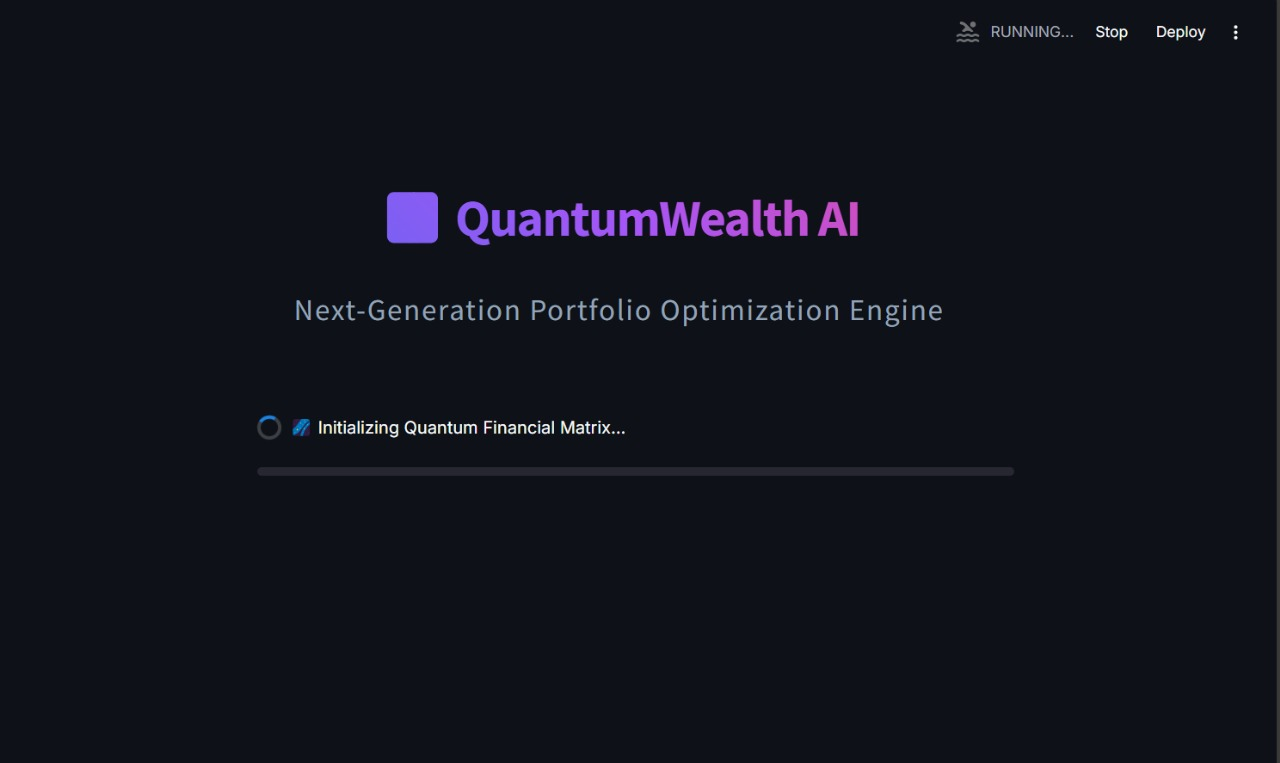 RUNNING... Stop Deploy
QuantumWealth AI
Next-Generation Portfolio Optimization Engine
Initializing Quantum Financial Matrix...